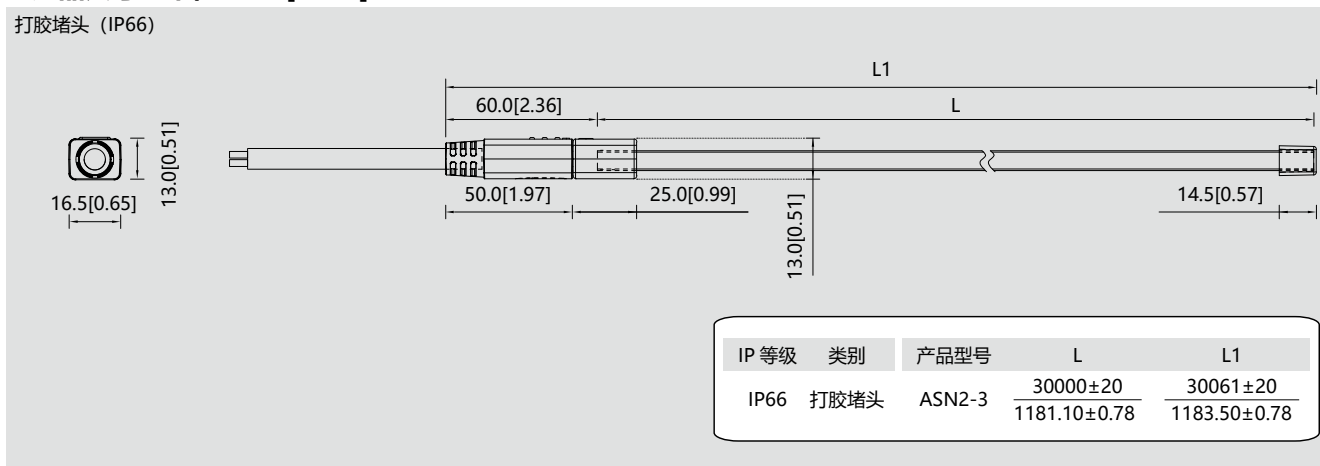 打胶堵头（IP66）
L1
60.0[2.36]
L
13.0[0.51]
16.5[0.65]
50.0[1.97]
25.0[0.99]
13.0[0.51]
14.5[0.57]
IP 等级 类别 产品型号 L L1
IP66 打胶堵头 ASN2-3 30000±20 30061±20
1181.10±0.78 1183.50±0.78